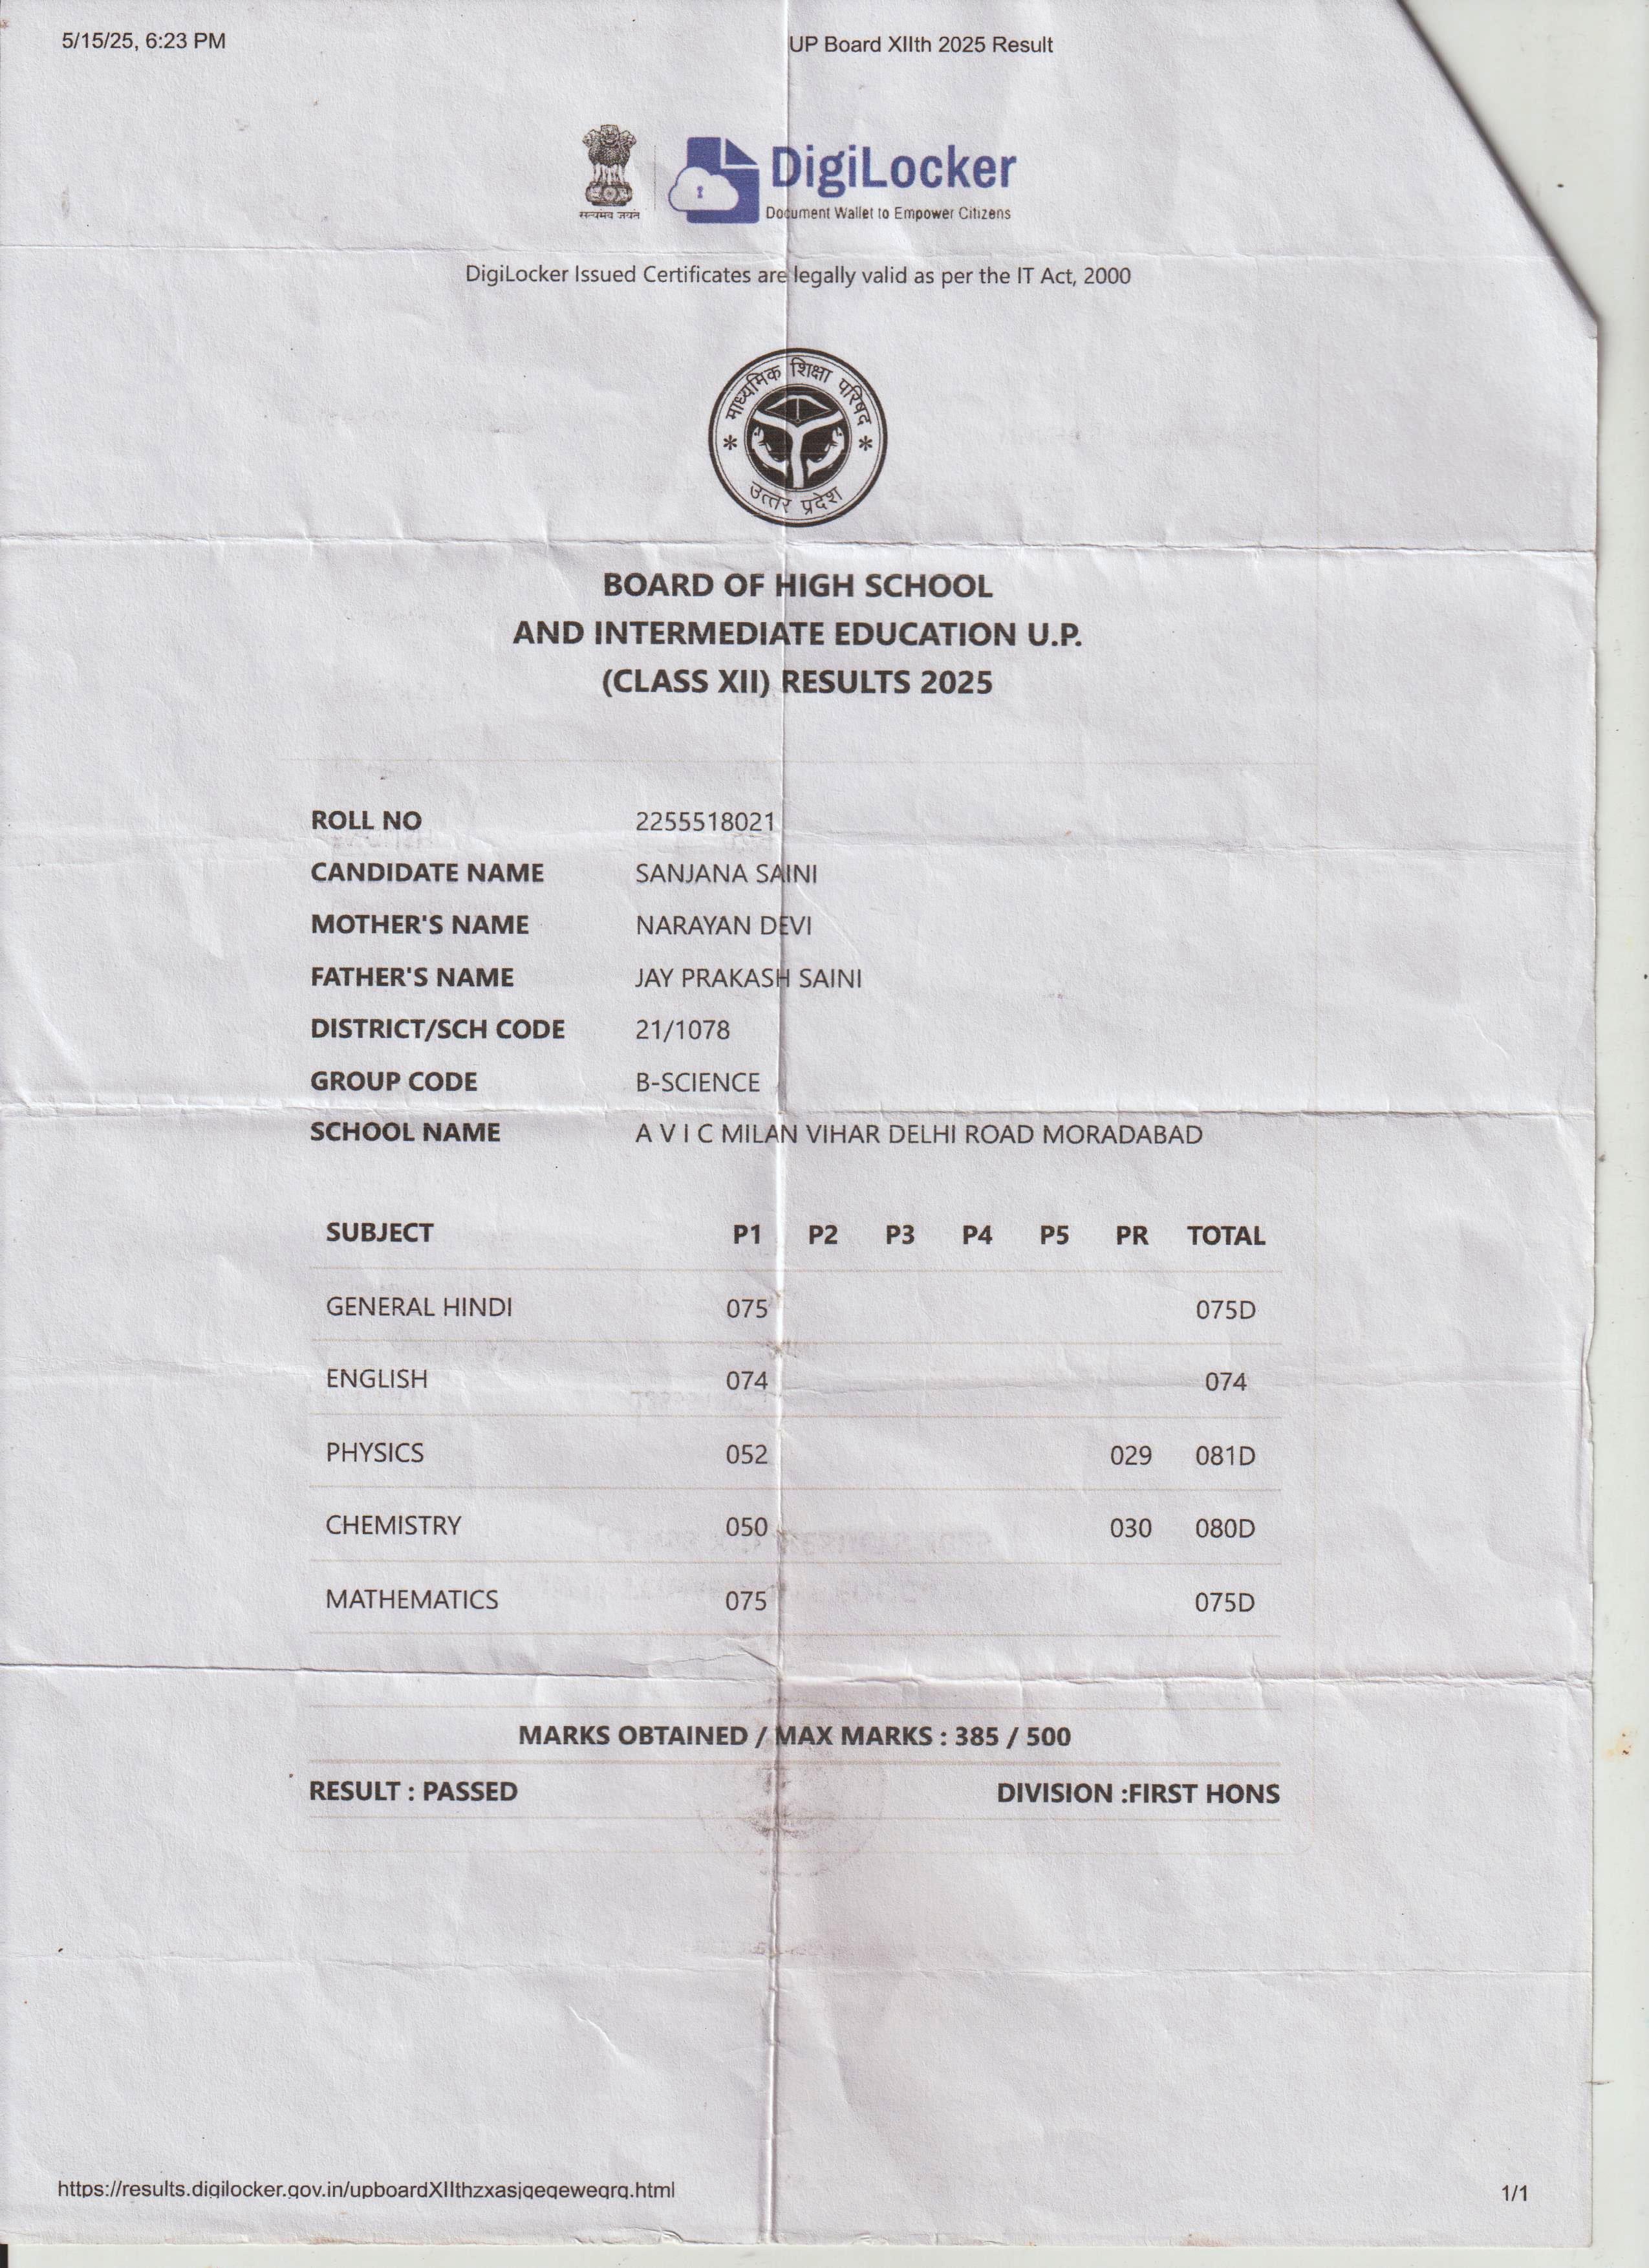 5/15/25, 6:23 PM UP Board XIIth 2025 Result
सत्यमेव जयते
DigiLocker
Document Wallet to Empower Citizens
DigiLocker Issued Certificates are legally valid as per the IT Act, 2000
माध्यमिक शिक्षा परिषद
उत्तर प्रदेश
BOARD OF HIGH SCHOOL
AND INTERMEDIATE EDUCATION U.P.
(CLASS XII) RESULTS 2025
ROLL NO 2255518021
CANDIDATE NAME SANJANA SAINI
MOTHER'S NAME NARAYAN DEVI
FATHER'S NAME JAY PRAKASH SAINI
DISTRICT/SCH CODE 21/1078
GROUP CODE B-SCIENCE
SCHOOL NAME A V I C MILAN VIHAR DELHI ROAD MORADABAD
SUBJECT P1 P2 P3 P4 P5 PR TOTAL
GENERAL HINDI 075 075D
ENGLISH 074 074
PHYSICS 052 029 081D
CHEMISTRY 050 030 080D
MATHEMATICS 075 075D
MARKS OBTAINED / MAX MARKS : 385 / 500
RESULT : PASSED DIVISION :FIRST HONS
https://results.digilocker.gov.in/upboardXIIthzxasjqeqeweqrq.html 1/1